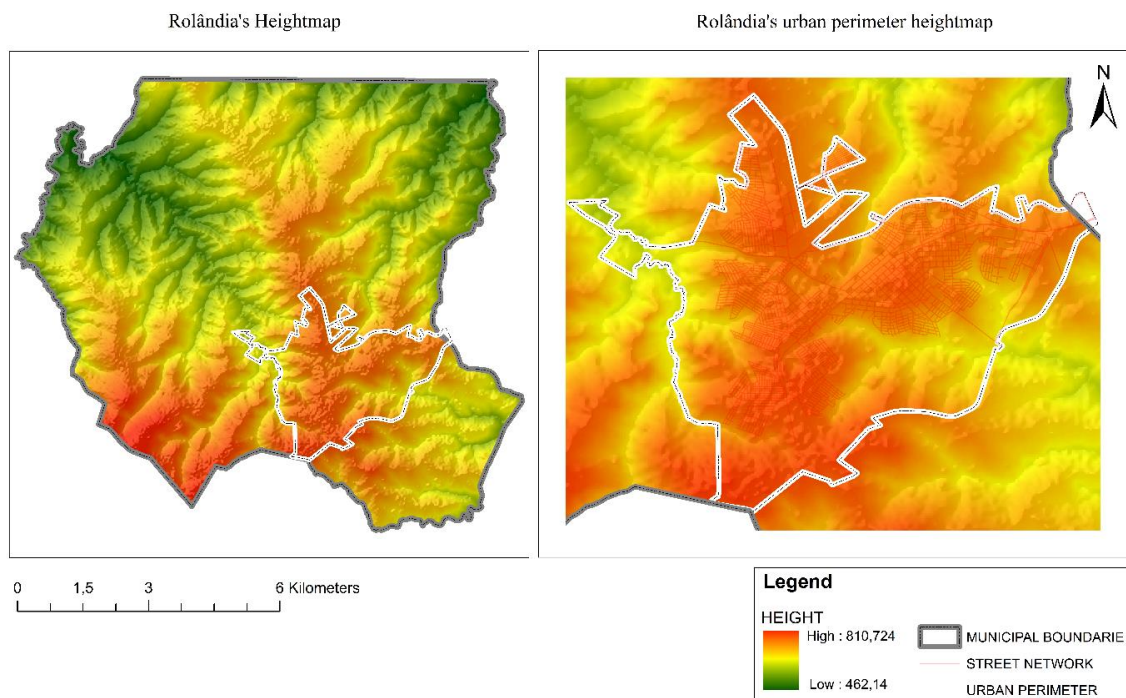 Rolândia's Heightmap
Rolândia's urban perimeter heightmap
N
0 1,5 3 6 Kilometers
Legend
HEIGHT
High : 810,724
Low : 462,14
MUNICIPAL BOUNDARIE
STREET NETWORK
URBAN PERIMETER